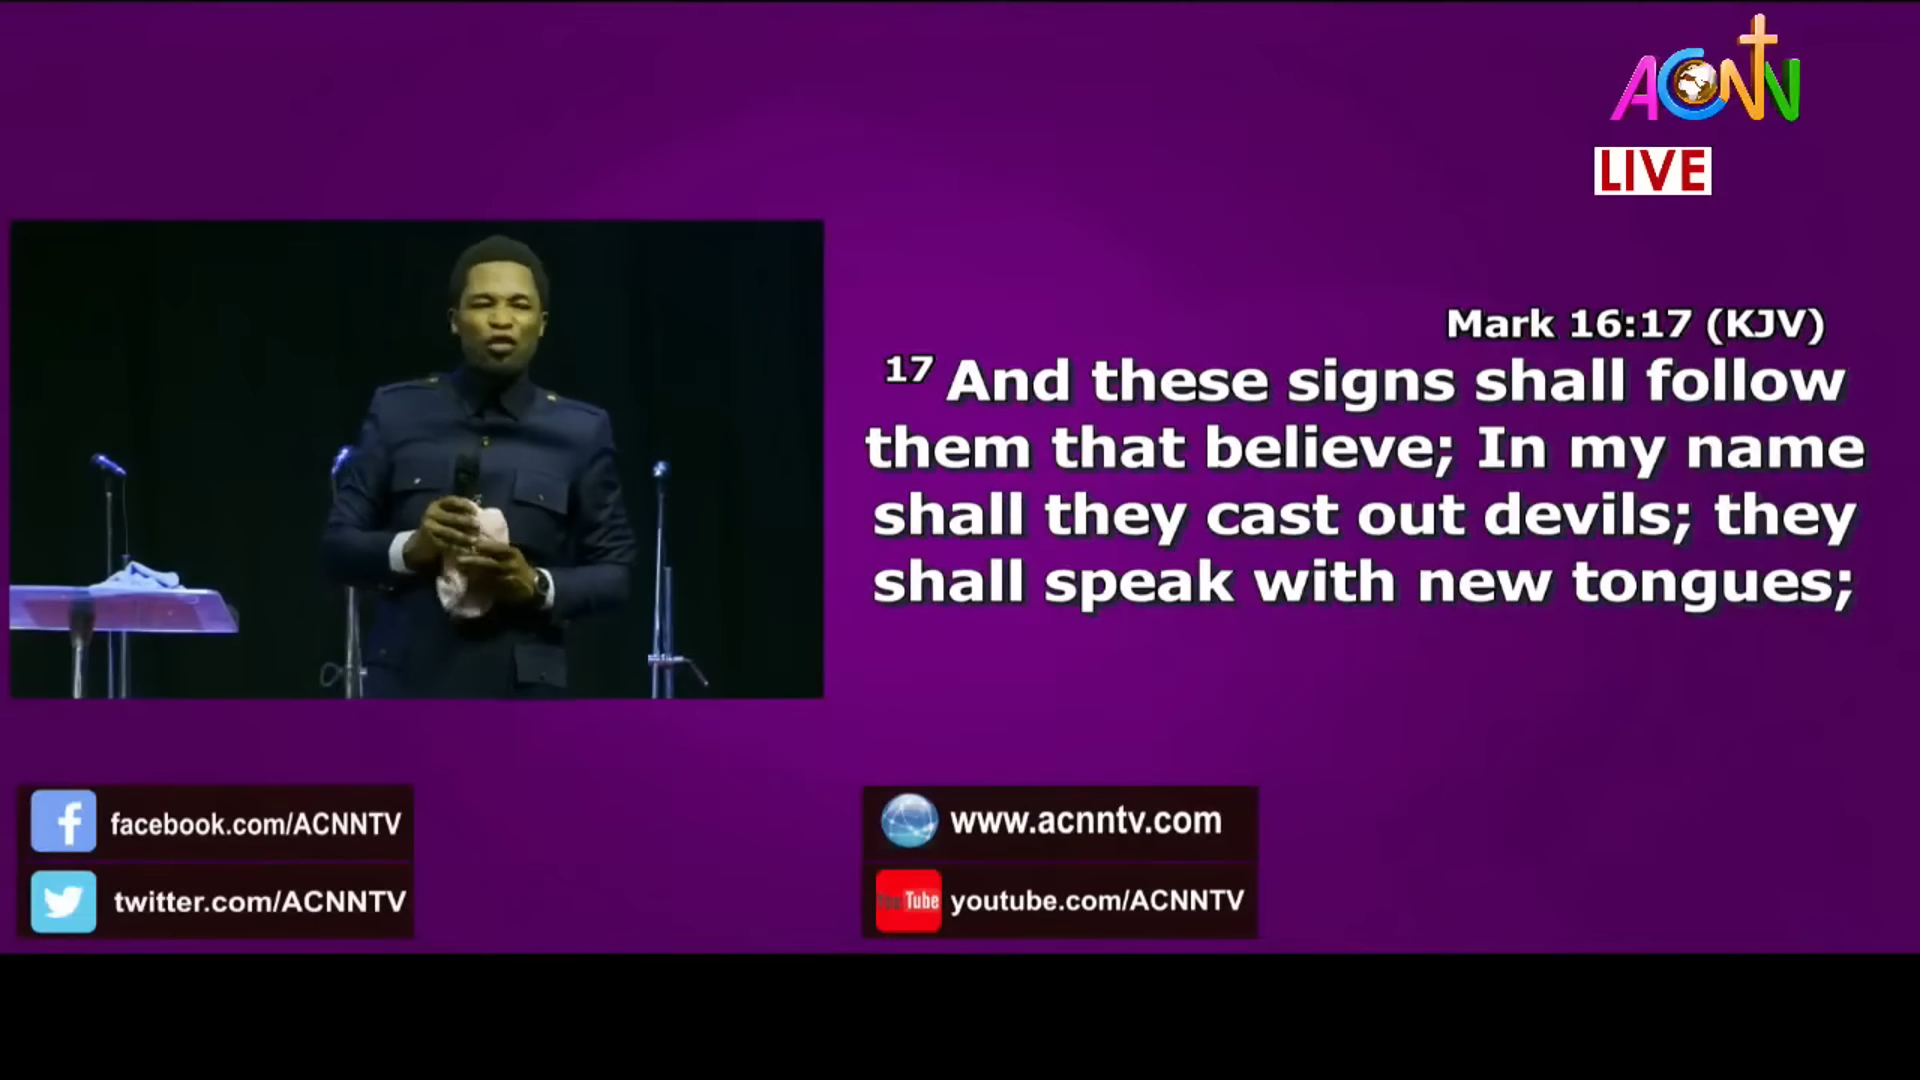 ACNN
LIVE
Mark 16:17 (KJV)
17 And these signs shall follow
them that believe; In my name
shall they cast out devils; they
shall speak with new tongues;
facebook.com/ACNNTV
twitter.com/ACNNTV
www.acnntv.com
YouTube youtube.com/ACNNTV